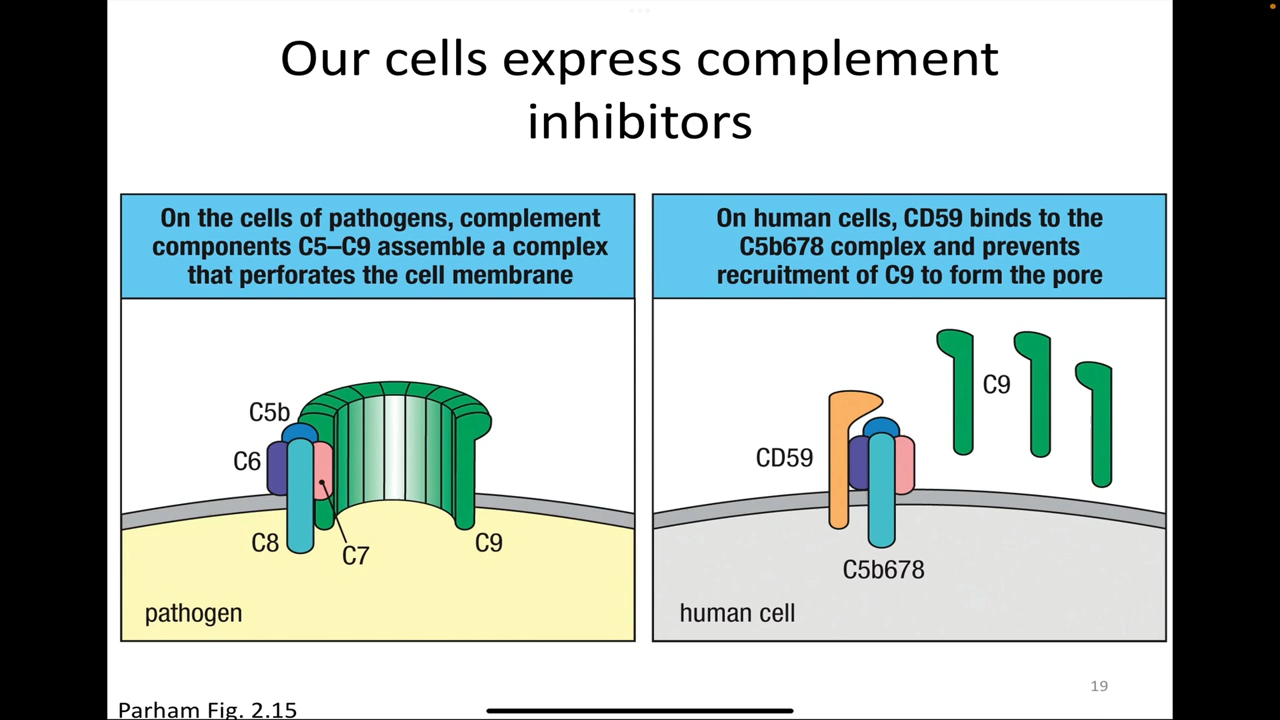 Our cells express complement
inhibitors
On the cells of pathogens, complement
components C5–C9 assemble a complex
that perforates the cell membrane
C5b
C6
C8
C7
C9
pathogen
On human cells, CD59 binds to the
C5b678 complex and prevents
recruitment of C9 to form the pore
C9
CD59
C5b678
human cell
19
Parham Fig. 2.15